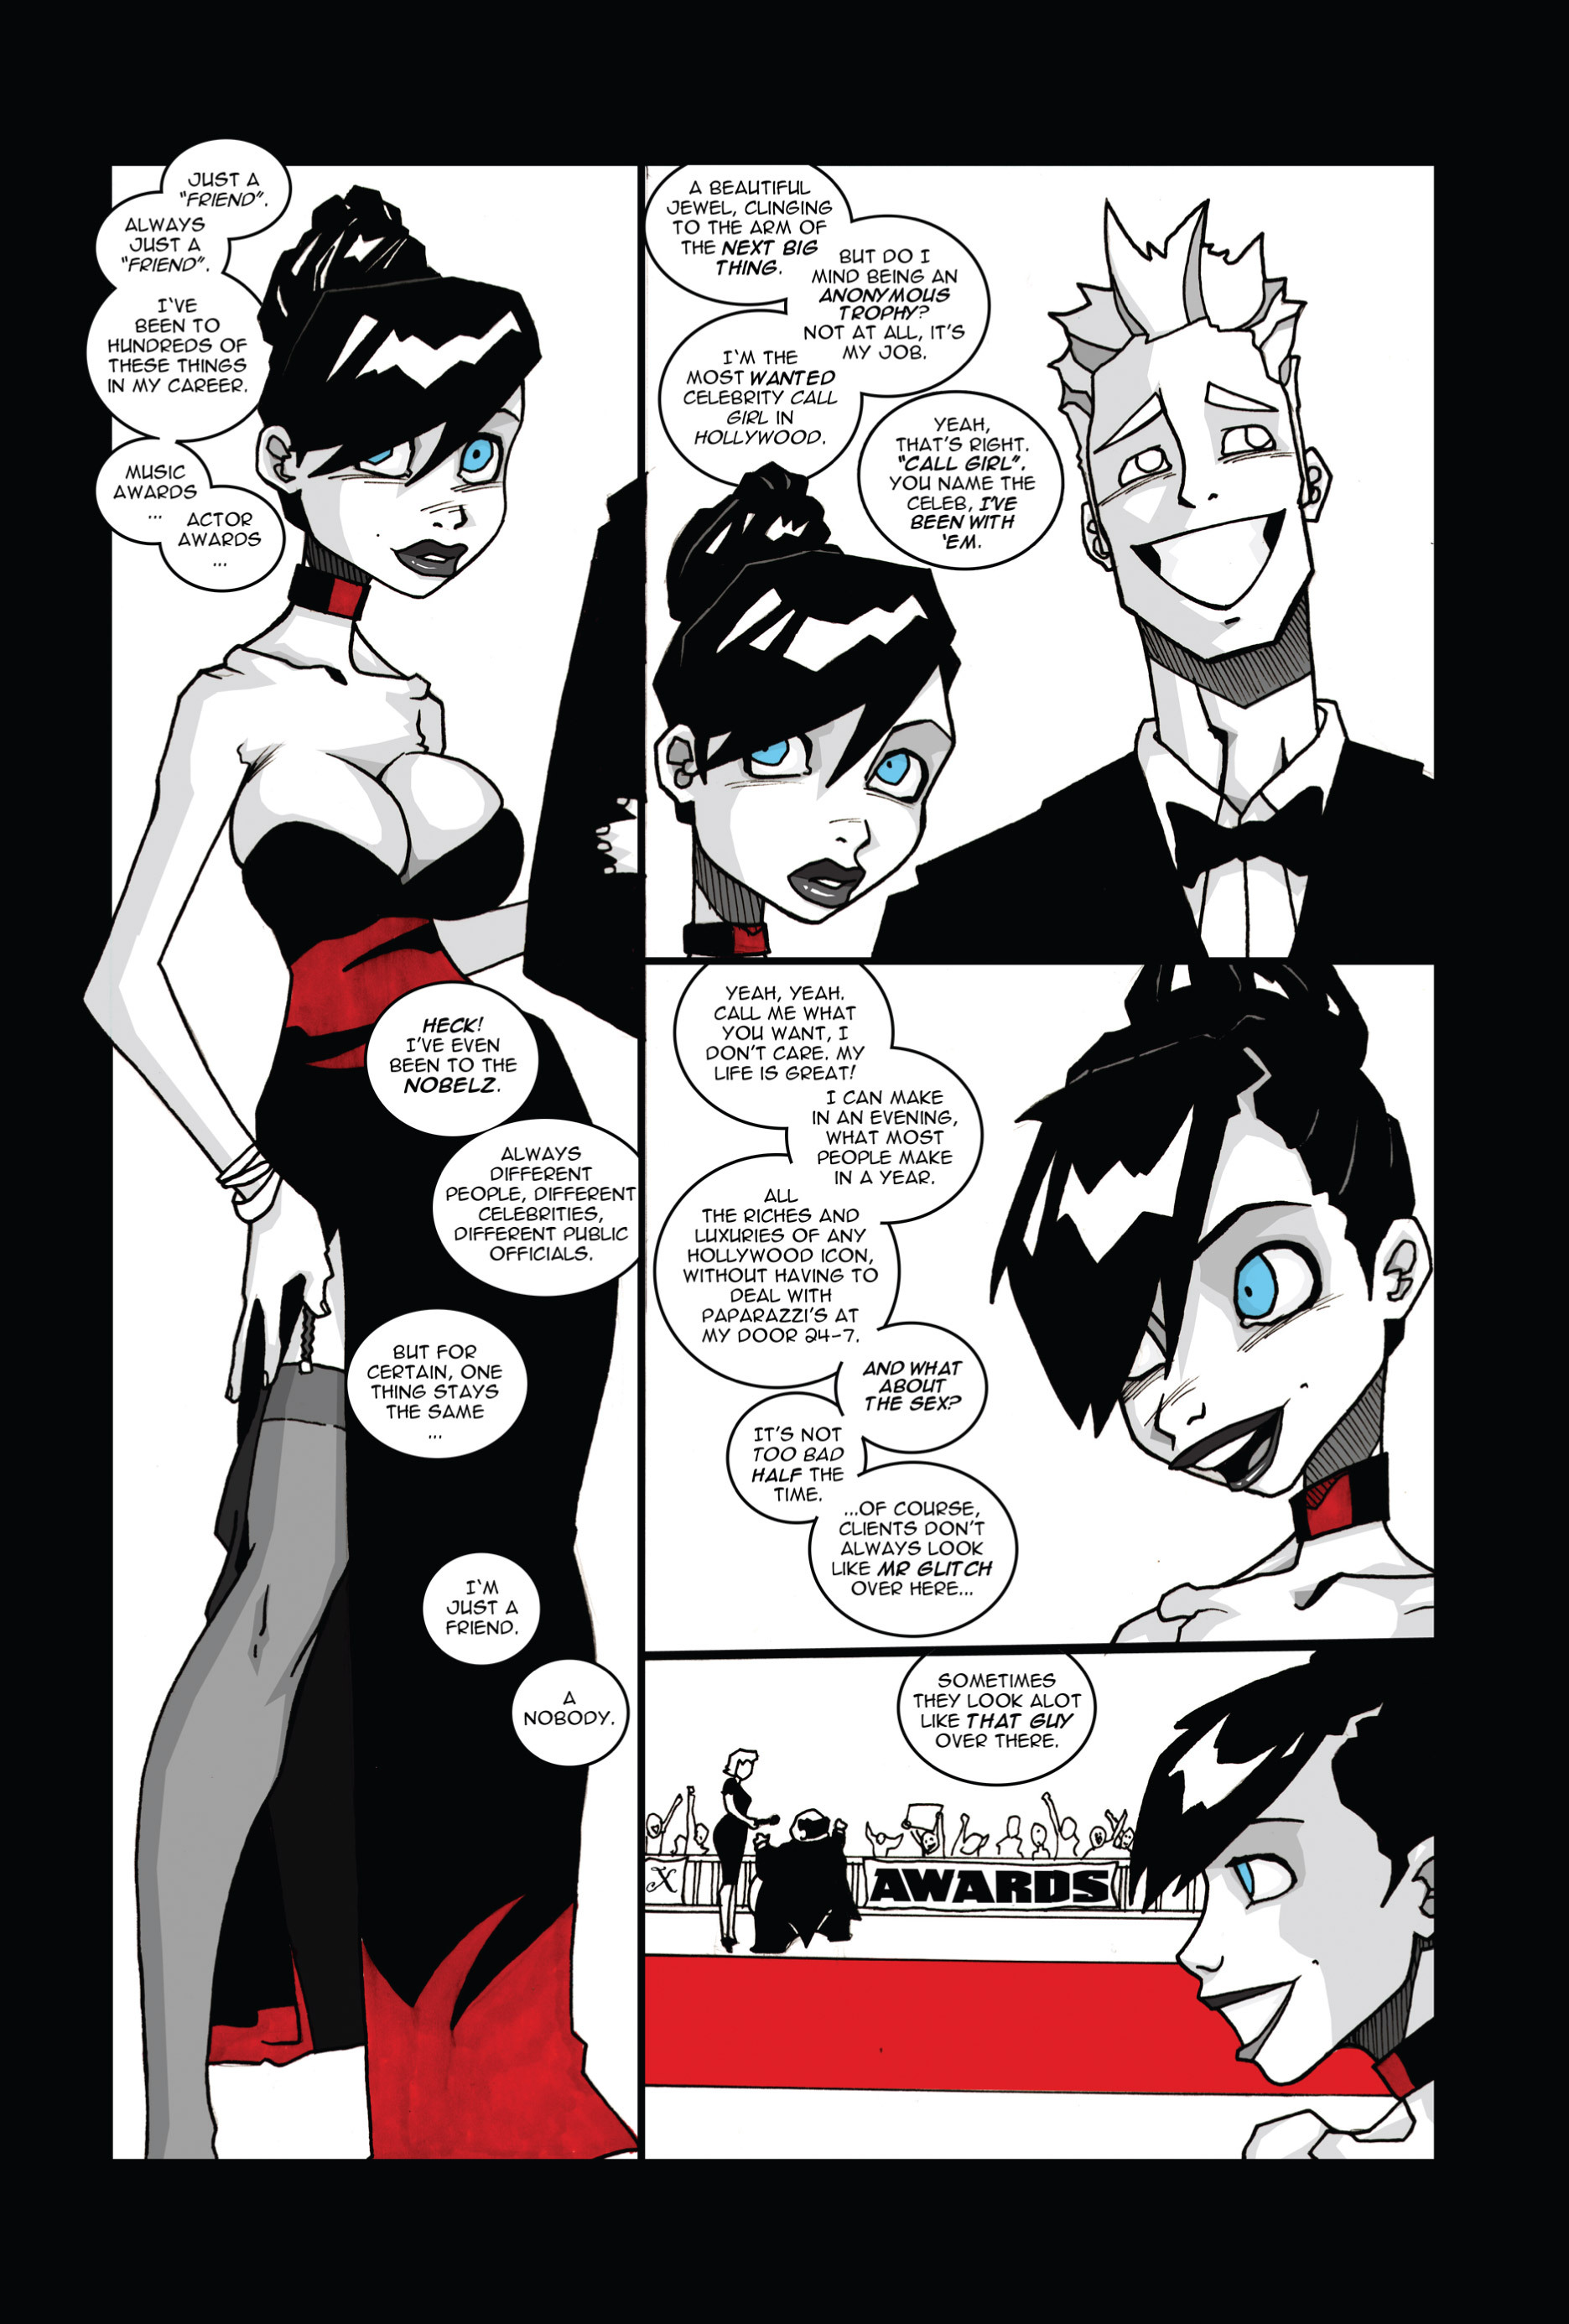 JUST A
"FRIEND".
ALWAYS
JUST A
"FRIEND".
I'VE
BEEN TO
HUNDREDS OF
THESE THINGS
IN MY CAREER.
MUSIC
AWARDS
...
ACTOR
AWARDS
...
HECK!
I'VE EVEN
BEEN TO THE
NOBELZ.
ALWAYS
DIFFERENT
PEOPLE, DIFFERENT
CELEBRITIES,
DIFFERENT PUBLIC
OFFICIALS.
BUT FOR
CERTAIN, ONE
THING STAYS
THE SAME
...
I'M
JUST A
FRIEND.
A
NOBODY.
A BEAUTIFUL
JEWEL, CLINGING
TO THE ARM OF
THE NEXT BIG
THING.
BUT DO I
MIND BEING AN
ANONYMOUS
TROPHY?
NOT AT ALL, IT'S
MY JOB.
I'M THE
MOST WANTED
CELEBRITY CALL
GIRL IN
HOLLYWOOD.
YEAH,
THAT'S RIGHT.
"CALL GIRL".
YOU NAME THE
CELEB, I'VE
BEEN WITH
'EM.
YEAH, YEAH.
CALL ME WHAT
YOU WANT, I
DON'T CARE. MY
LIFE IS GREAT!
I CAN MAKE
IN AN EVENING,
WHAT MOST
PEOPLE MAKE
IN A YEAR.
ALL
THE RICHES AND
LUXURIES OF ANY
HOLLYWOOD ICON,
WITHOUT HAVING TO
DEAL WITH
PAPARAZZI'S AT
MY DOOR 24-7.
AND WHAT
ABOUT
THE SEX?
IT'S NOT
TOO BAD
HALF THE
TIME.
...OF COURSE,
CLIENTS DON'T
ALWAYS LOOK
LIKE MR GLITCH
OVER HERE...
SOMETIMES
THEY LOOK ALOT
LIKE THAT GUY
OVER THERE.
X
AWARDS